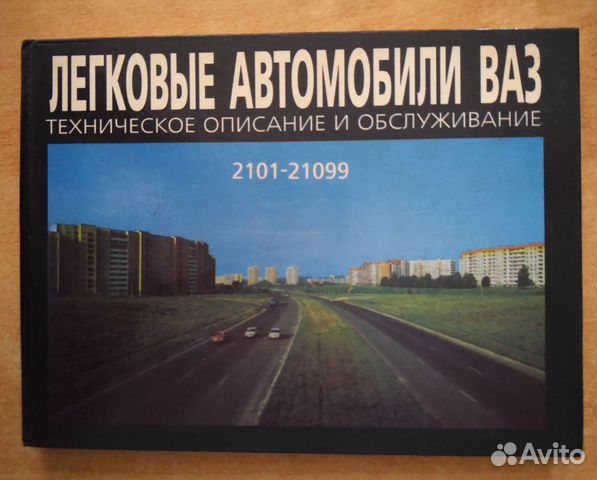 ЛЕГКОВЫЕ АВТОМОБИЛИ ВАЗ
ТЕХНИЧЕСКОЕ ОПИСАНИЕ И ОБСЛУЖИВАНИЕ
2101-21099
Avito